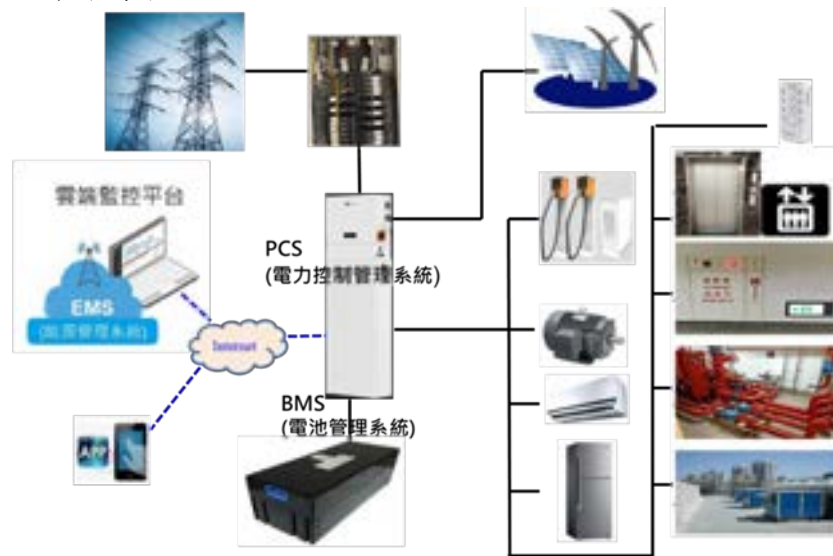 雲端監控平台
EMS
(能源管理系統)
Internet
APP
PCS
(電力控制管理系統)
BMS
(電池管理系統)